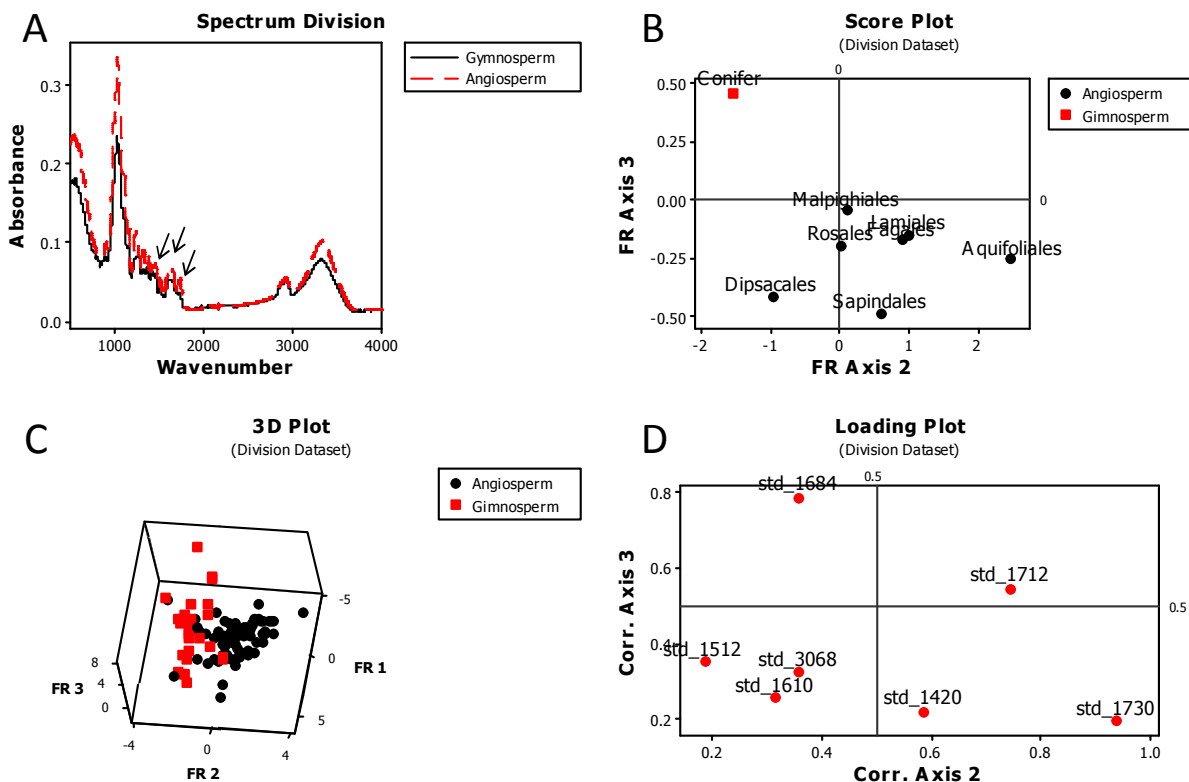 A
Spectrum Division
Gymnosperm
Angiosperm
0.3
0.2
0.1
0.0
Absorbance
1000
2000
3000
4000
Wavenumber
B
Score Plot
(Division Dataset)
0
Angiosperm
Gimnosperm
0.50
0.25
0.00
-0.25
-0.50
FR Axis 3
Conifer
Malpighiales
Lamiales
Fagales
Rosales
Aquifoliales
Dipsacales
Sapindales
0
-2
-1
0
1
2
FR Axis 2
C
3D Plot
(Division Dataset)
Angiosperm
Gimnosperm
-5
0
5
FR 1
8
4
0
FR 3
-4
0
4
FR 2
D
Loading Plot
(Division Dataset)
0.5
0.8
0.6
0.4
0.2
Corr. Axis 3
std_1684
std_1712
0.5
std_1512
std_3068
std_1610
std_1420
std_1730
0.2
0.4
0.6
0.8
1.0
Corr. Axis 2